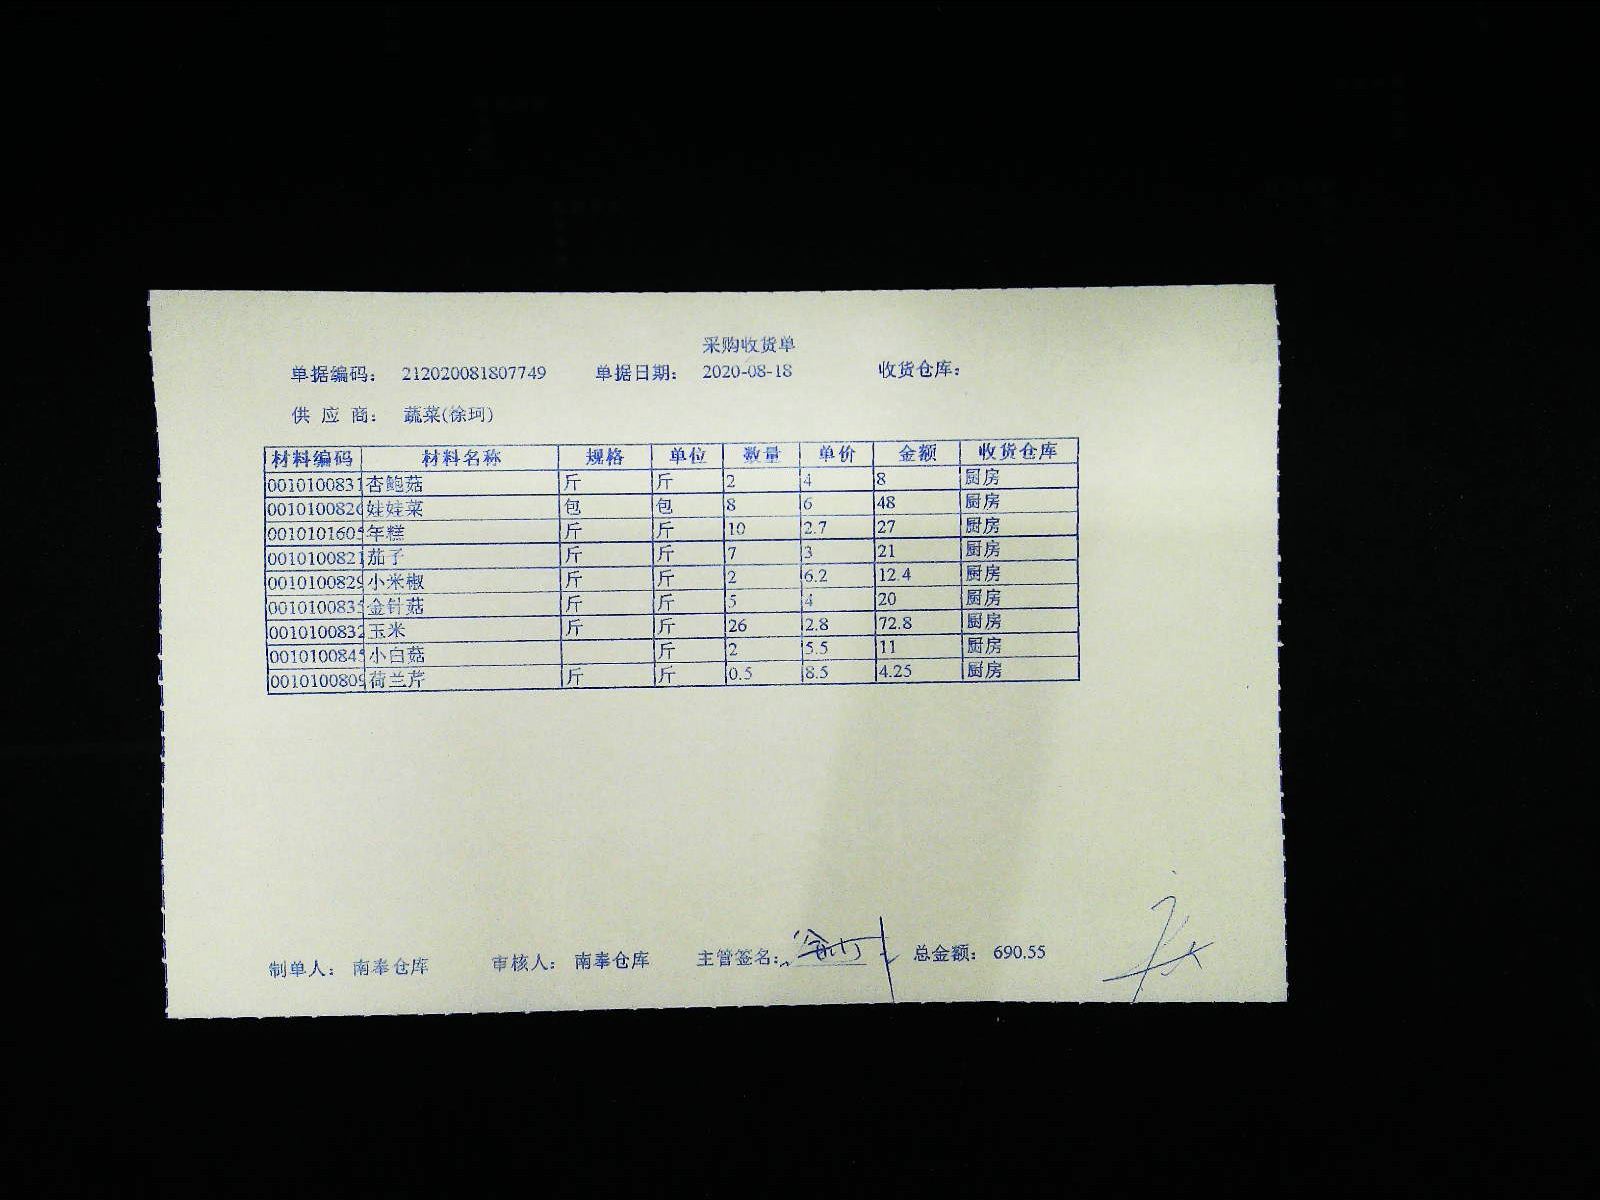 采购收货单
单据编码： 212020081807749 单据日期： 2020-08-18 收货仓库：
供 应 商： 蔬菜(徐珂)
材料编码 材料名称 规格 单位 数量 单价 金额 收货仓库
0010100831 杏鲍菇 斤 斤 2 4 8 厨房
0010100826 娃娃菜 包 包 8 6 48 厨房
0010101605 年糕 斤 斤 10 2.7 27 厨房
0010100821 茄子 斤 斤 7 3 21 厨房
0010100829 小米椒 斤 斤 2 6.2 12.4 厨房
0010100835 金针菇 斤 斤 5 4 20 厨房
0010100832 玉米 斤 斤 26 2.8 72.8 厨房
0010100845 小白菇 斤 2 5.5 11 厨房
0010100809 荷兰芹 斤 斤 0.5 8.5 4.25 厨房
制单人： 南奉仓库 审核人： 南奉仓库 主管签名： 总金额： 690.55